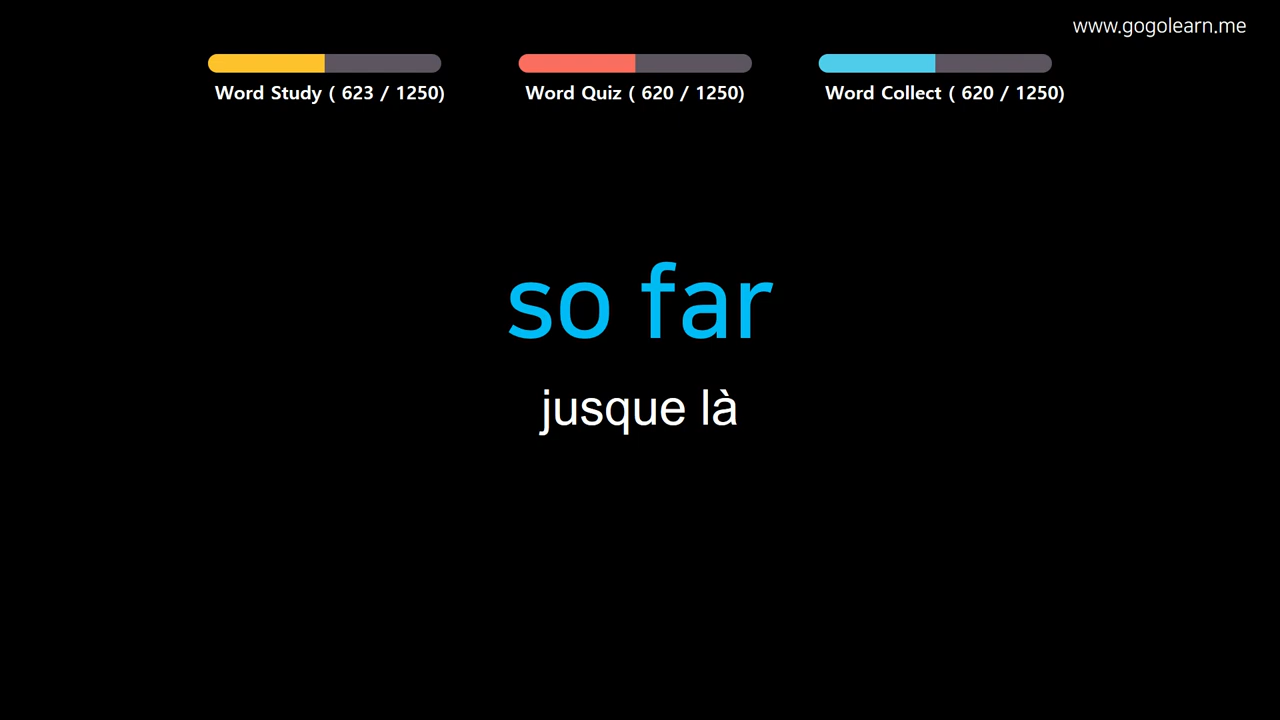 www.gogolearn.me
Word Study ( 623 / 1250)
Word Quiz ( 620 / 1250)
Word Collect ( 620 / 1250)
so far
jusque là